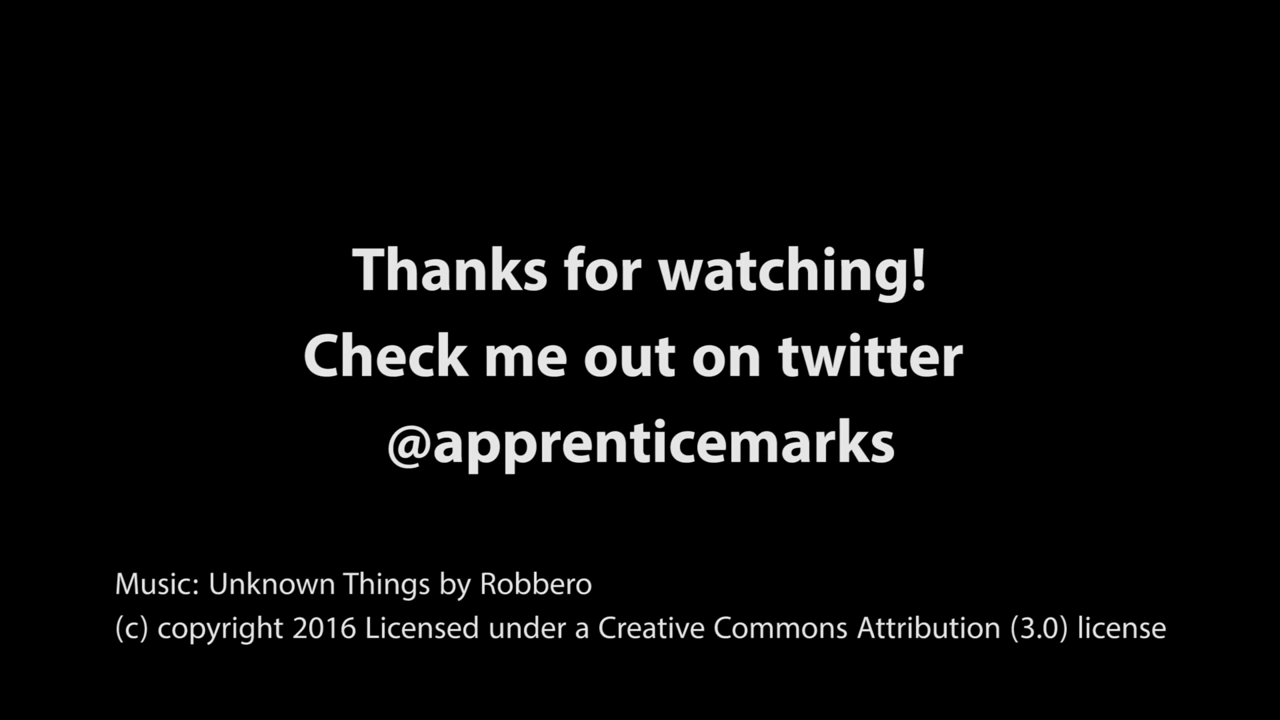 Thanks for watching!
Check me out on twitter
@apprenticemarks
Music: Unknown Things by Robbero
(c) copyright 2016 Licensed under a Creative Commons Attribution (3.0) license